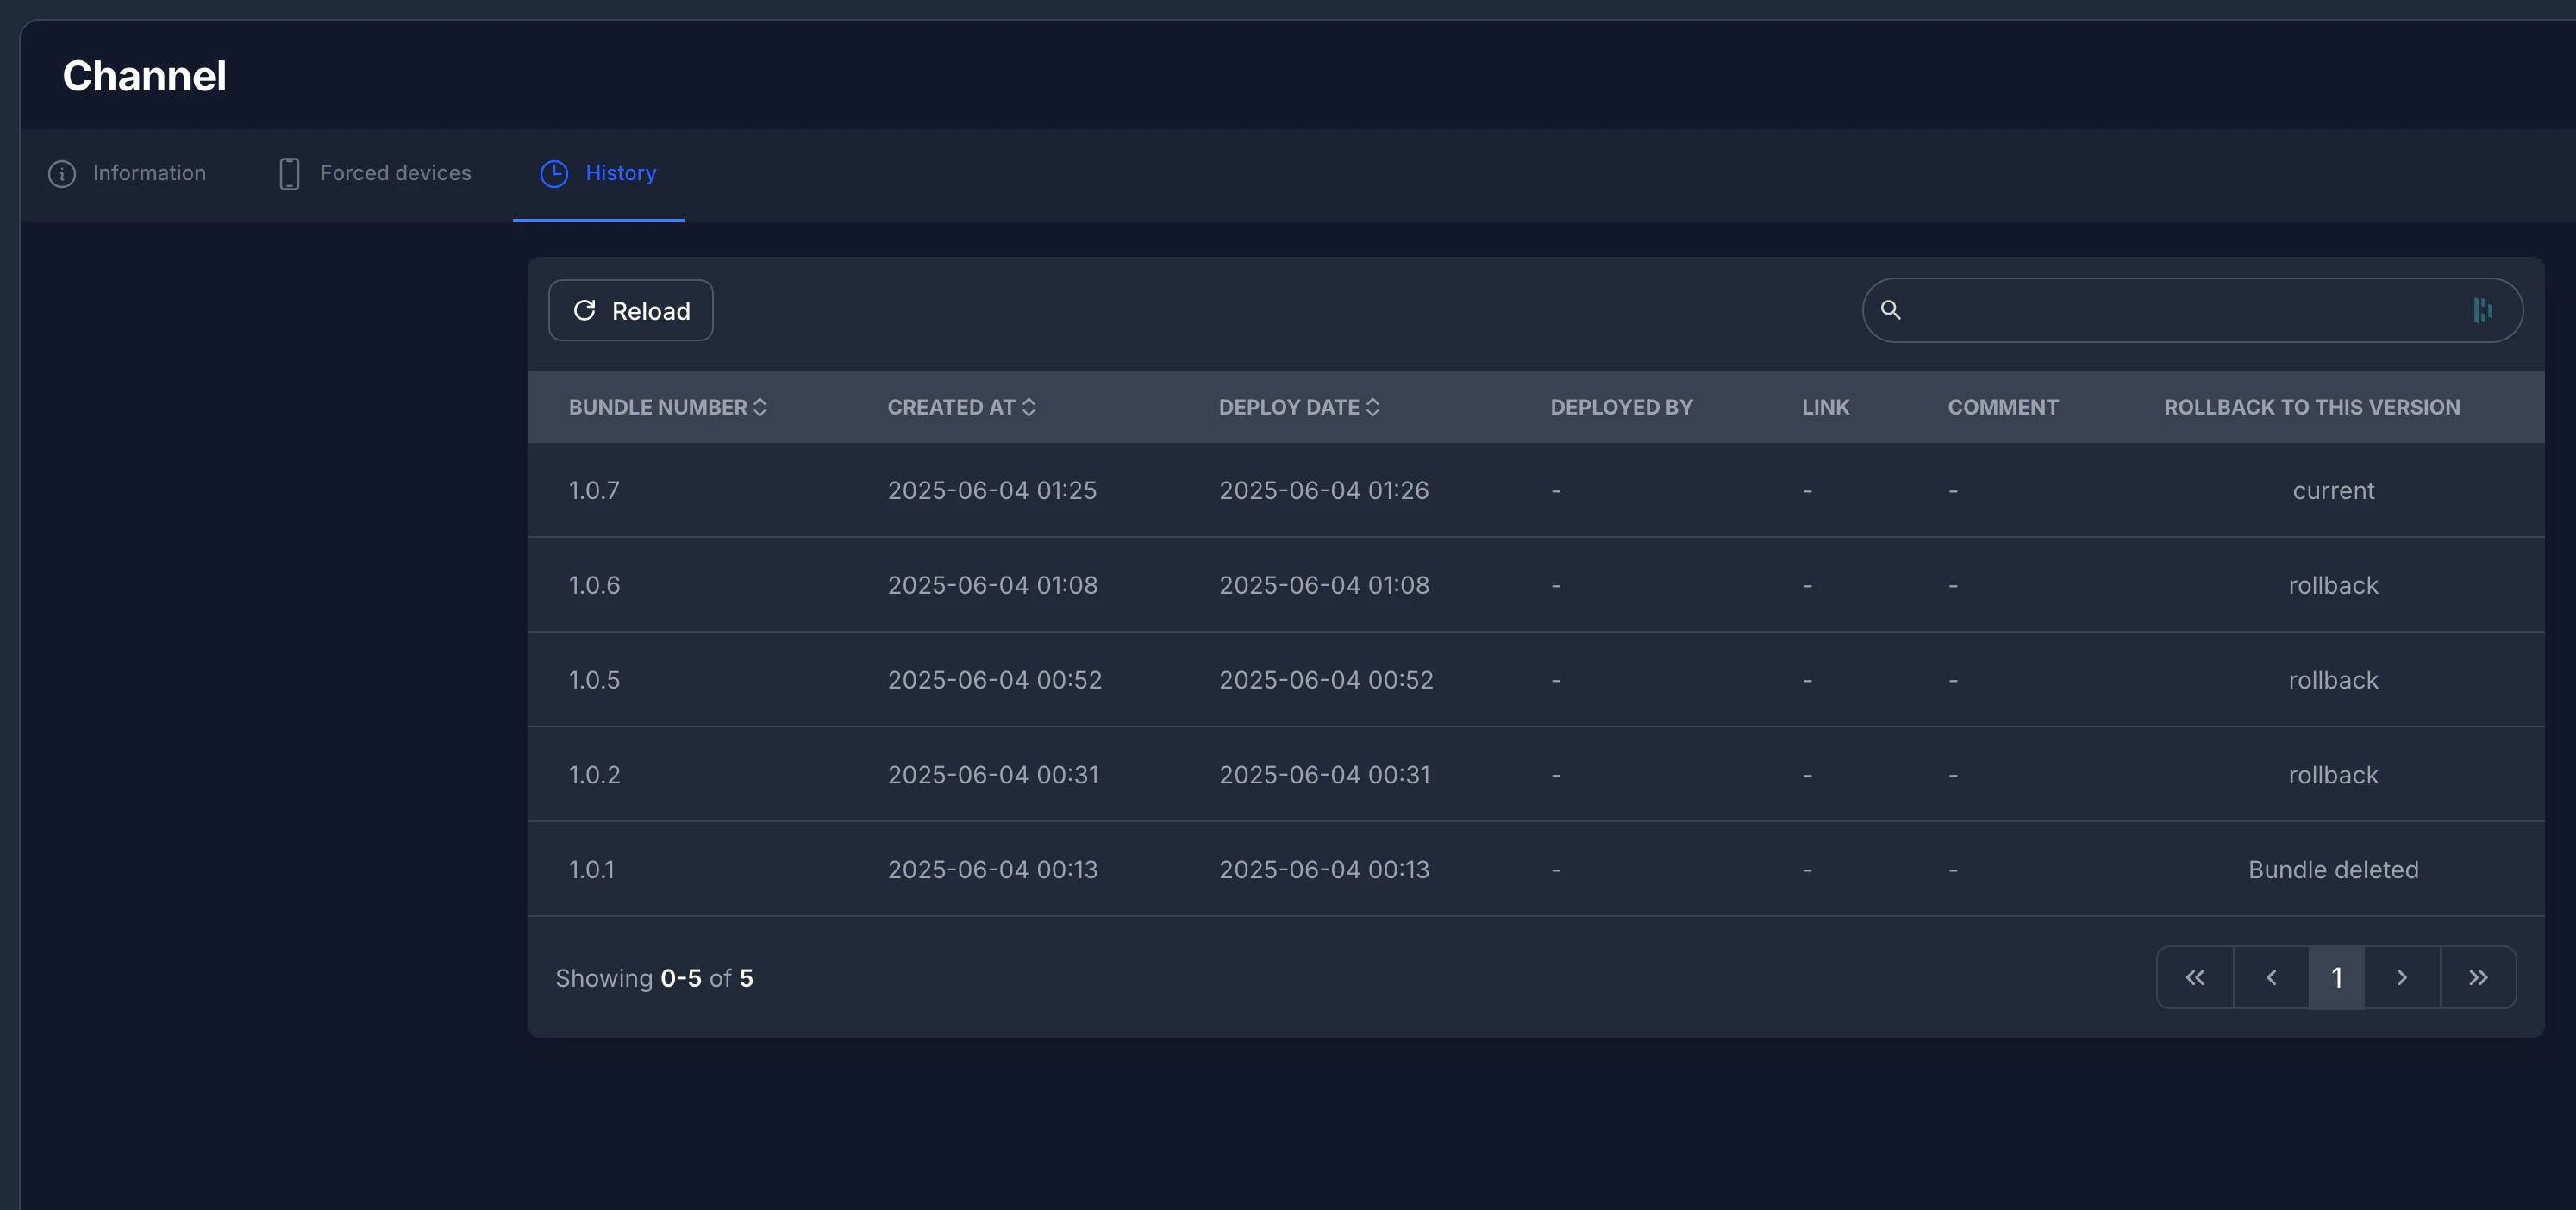 Channel
Information Forced devices History
Reload
BUNDLE NUMBER CREATED AT DEPLOY DATE DEPLOYED BY LINK COMMENT ROLLBACK TO THIS VERSION
1.0.7 2025-06-04 01:25 2025-06-04 01:26 - - - current
1.0.6 2025-06-04 01:08 2025-06-04 01:08 - - - rollback
1.0.5 2025-06-04 00:52 2025-06-04 00:52 - - - rollback
1.0.2 2025-06-04 00:31 2025-06-04 00:31 - - - rollback
1.0.1 2025-06-04 00:13 2025-06-04 00:13 - - - Bundle deleted
Showing 0-5 of 5 « ‹ 1 › »